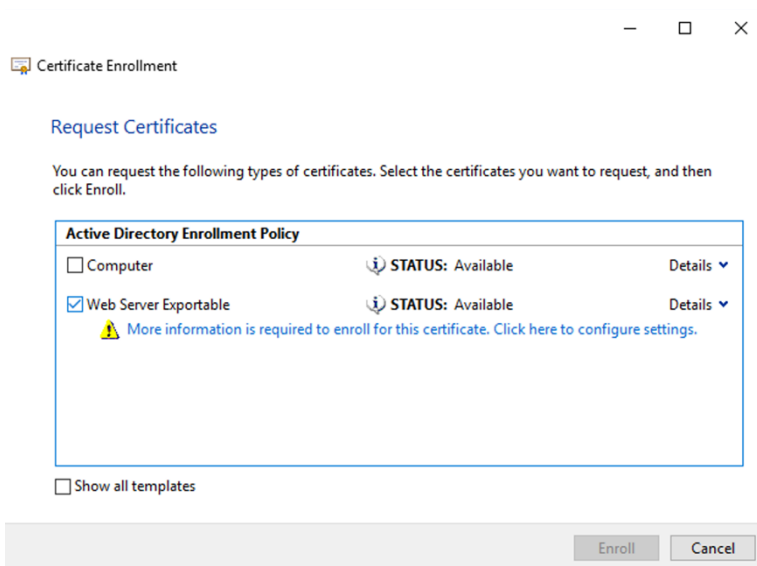 Certificate Enrollment
Request Certificates
You can request the following types of certificates. Select the certificates you want to request, and then
click Enroll.
Active Directory Enrollment Policy
Computer STATUS: Available Details
Web Server Exportable STATUS: Available Details
More information is required to enroll for this certificate. Click here to configure settings.
Show all templates
Enroll Cancel